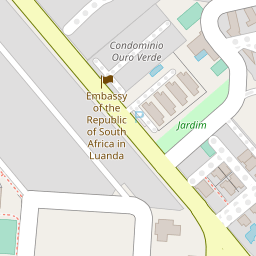 Condominio
Ouro Verde
Embassy
of the
Republic
of South
Africa in
Luanda
P
Jardim